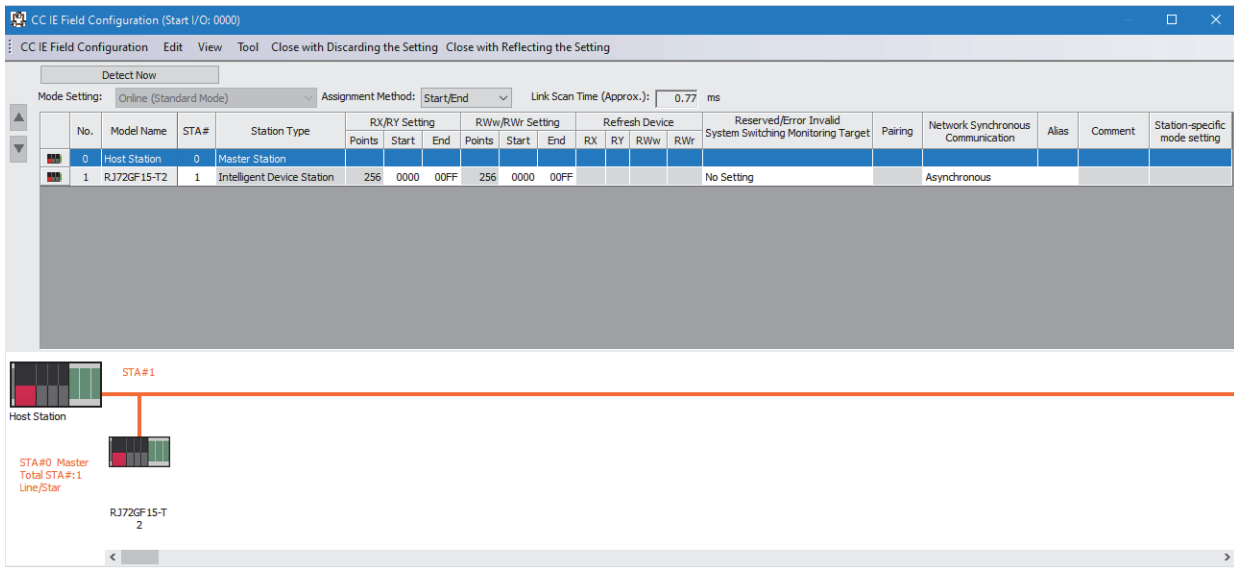 CC IE Field Configuration (Start I/O: 0000)
CC IE Field Configuration Edit View Tool Close with Discarding the Setting Close with Reflecting the Setting
Detect Now
Mode Setting: Online (Standard Mode) Assignment Method: Start/End Link Scan Time (Approx.): 0.77 ms
No. Model Name STA# Station Type RX/RY Setting RWw/RWr Setting Refresh Device Reserved/Error Invalid System Switching Monitoring Target Pairing Network Synchronous Communication Alias Comment Station-specific mode setting
Points Start End Points Start End RX RY RWw RWr
0 Host Station 0 Master Station
1 RJ72GF15-T2 1 Intelligent Device Station 256 0000 00FF 256 0000 00FF No Setting Asynchronous
STA#1
Host Station
STA#0 Master
Total STA#:1
Line/Star
RJ72GF15-T
2